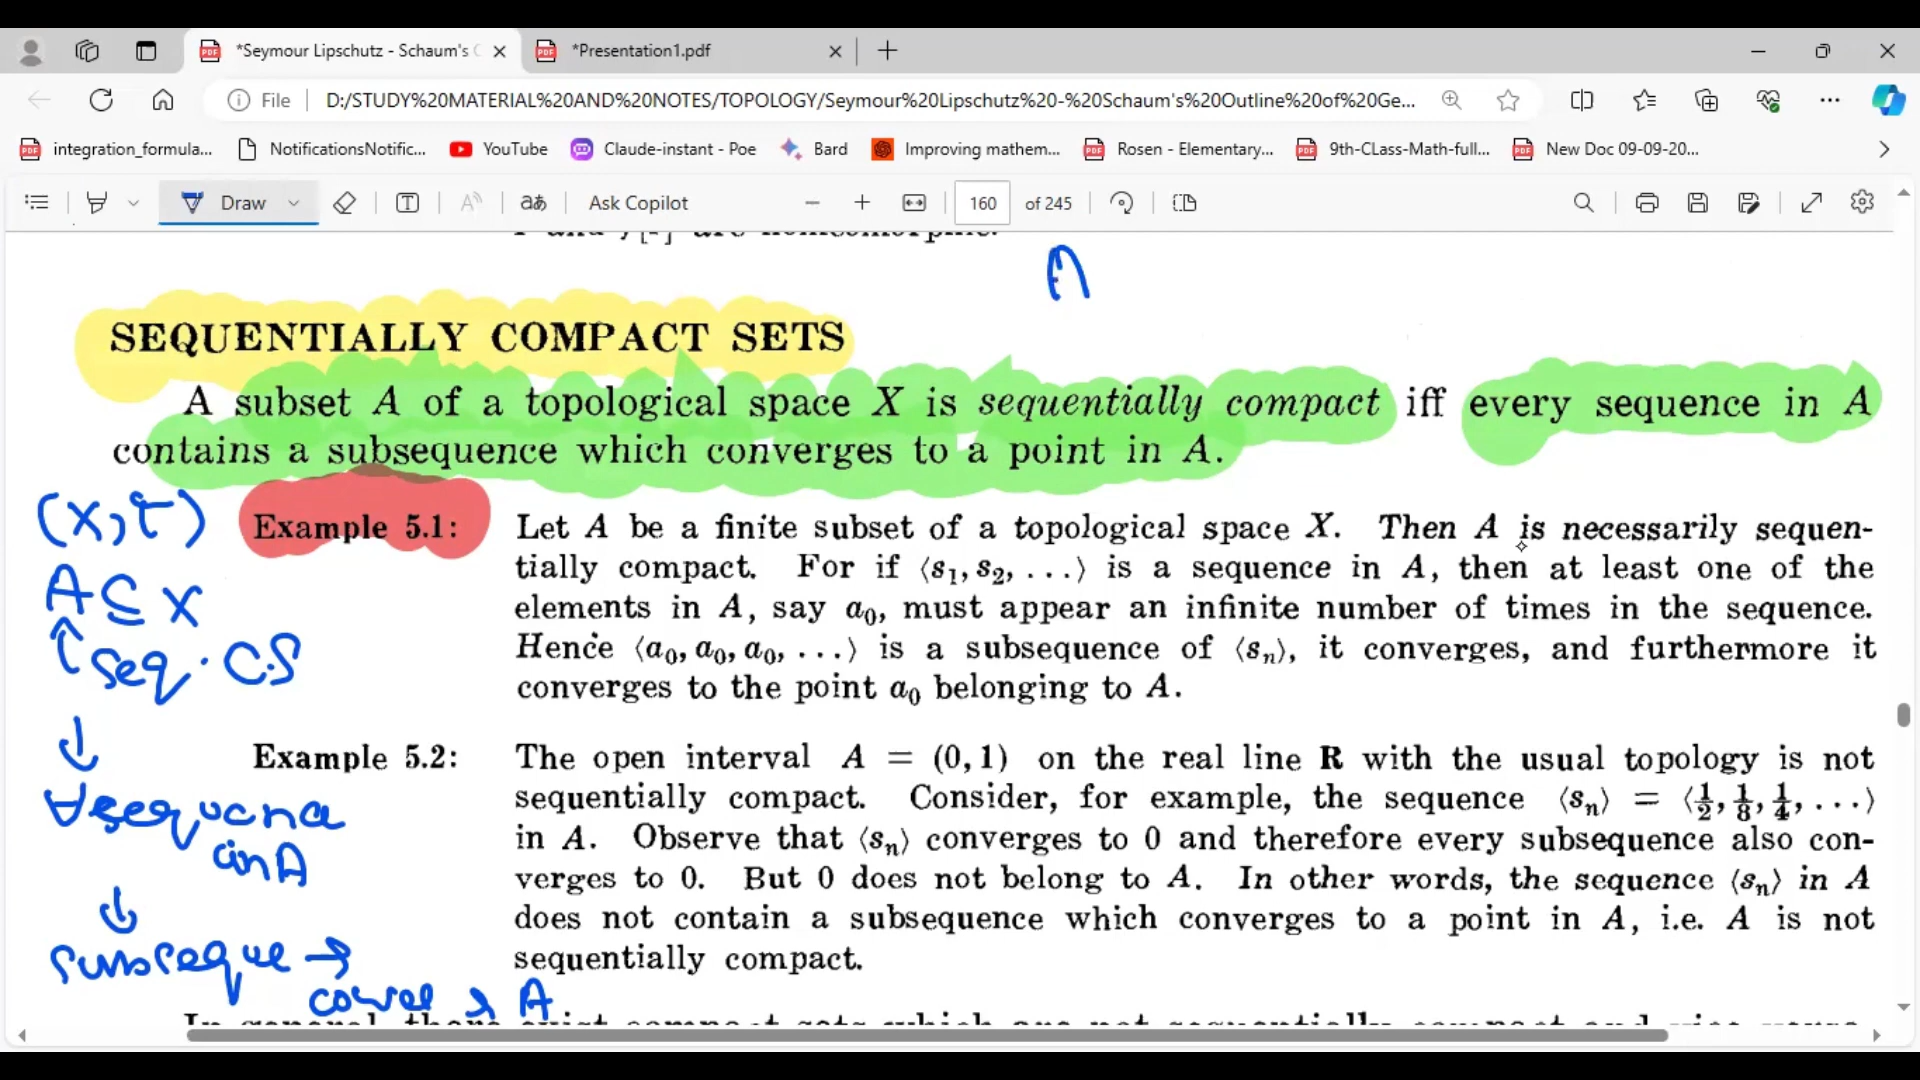 *Seymour Lipschutz - Schaum's
*Presentation1.pdf
File
D:/STUDY%20MATERIAL%20AND%20NOTES/TOPOLOGY/Seymour%20Lipschutz%20-%20Schaum's%20Outline%20of%20Ge...
integration_formula...
NotificationsNotific...
YouTube
Claude-instant - Poe
Bard
Improving mathem...
Rosen - Elementary...
9th-CLass-Math-full...
New Doc 09-09-20...
Draw
Ask Copilot
160 of 245
SEQUENTIALLY COMPACT SETS
A subset A of a topological space X is sequentially compact iff every sequence in A
contains a subsequence which converges to a point in A.
(X, τ)
A ⊆ X
seq. C.S
∀ sequence
in A
Example 5.1: Let A be a finite subset of a topological space X. Then A is necessarily sequen-
tially compact. For if ⟨s₁, s₂, ...⟩ is a sequence in A, then at least one of the
elements in A, say a₀, must appear an infinite number of times in the sequence.
Hence ⟨a₀, a₀, a₀, ...⟩ is a subsequence of ⟨sₙ⟩, it converges, and furthermore it
converges to the point a₀ belonging to A.
Example 5.2: The open interval A = (0, 1) on the real line R with the usual topology is not
sequentially compact. Consider, for example, the sequence ⟨sₙ⟩ = ⟨½, ⅓, ¼, ...⟩
in A. Observe that ⟨sₙ⟩ converges to 0 and therefore every subsequence also con-
verges to 0. But 0 does not belong to A. In other words, the sequence ⟨sₙ⟩ in A
does not contain a subsequence which converges to a point in A, i.e. A is not
sequentially compact.
subseque →
A